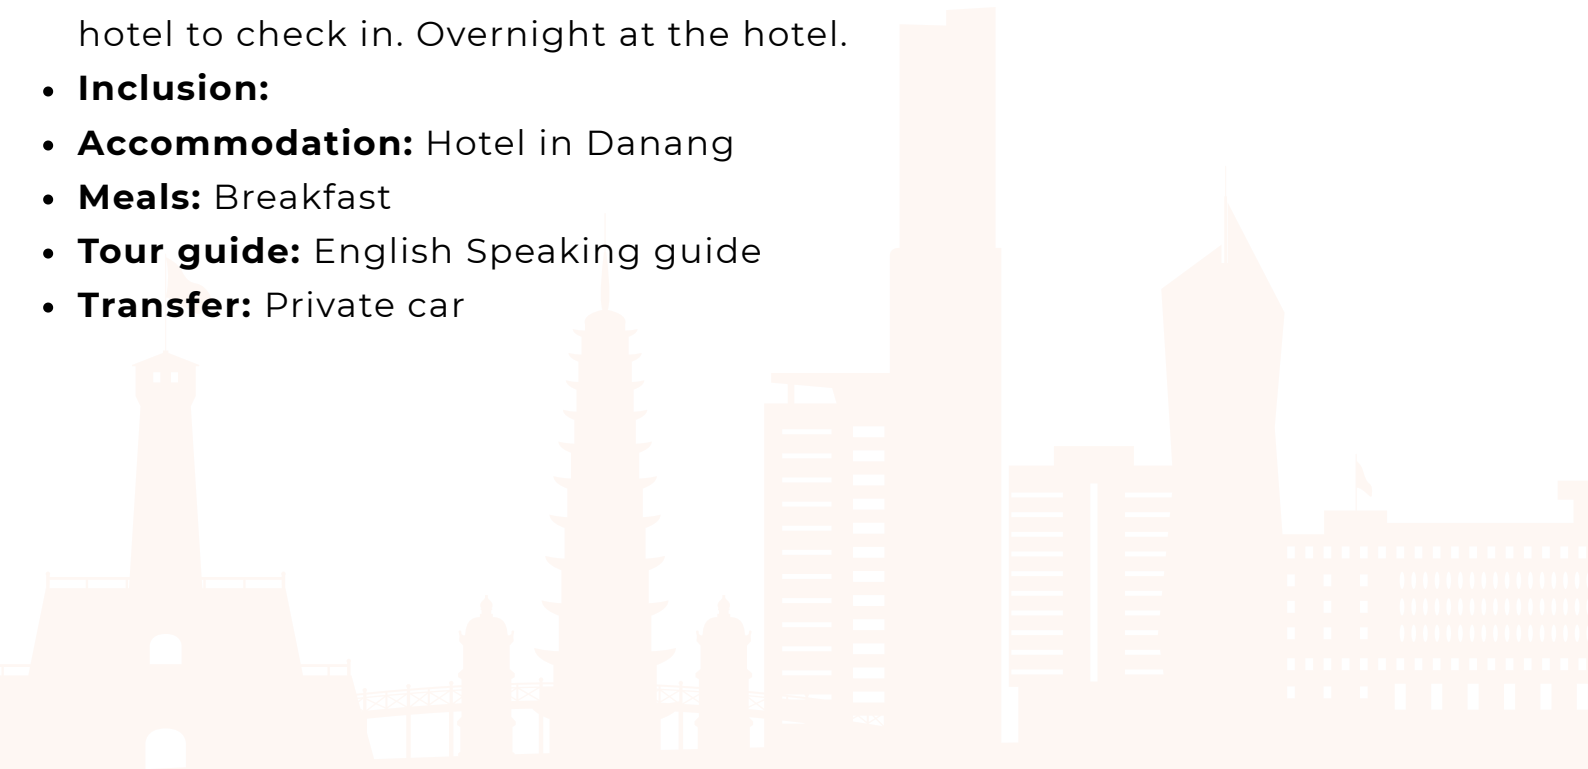 hotel to check in. Overnight at the hotel.
• Inclusion:
• Accommodation: Hotel in Danang
• Meals: Breakfast
• Tour guide: English Speaking guide
• Transfer: Private car